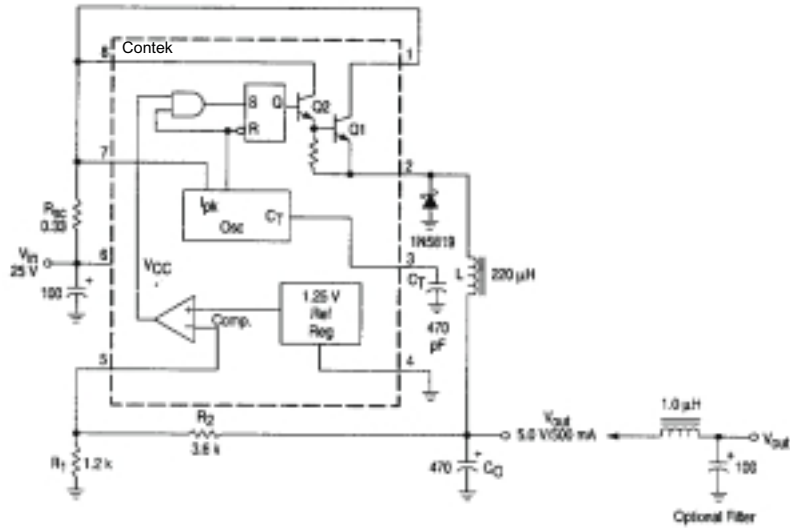 Contek
8
1
S Q
R
Q2
Q1
7
2
Ipk
Osc
CT
Rsc
0.33
1N5819
Vin
25 V
6
VCC
3
CT
L
220 µH
100
+
1.25 V
Ref
Reg
+
Comp.
470
pF
5
4
R2
3.6 k
Vout
5.0 V/500 mA
1.0 µH
Vout
R1
1.2 k
470
+
CO
+
100
Optional Filter